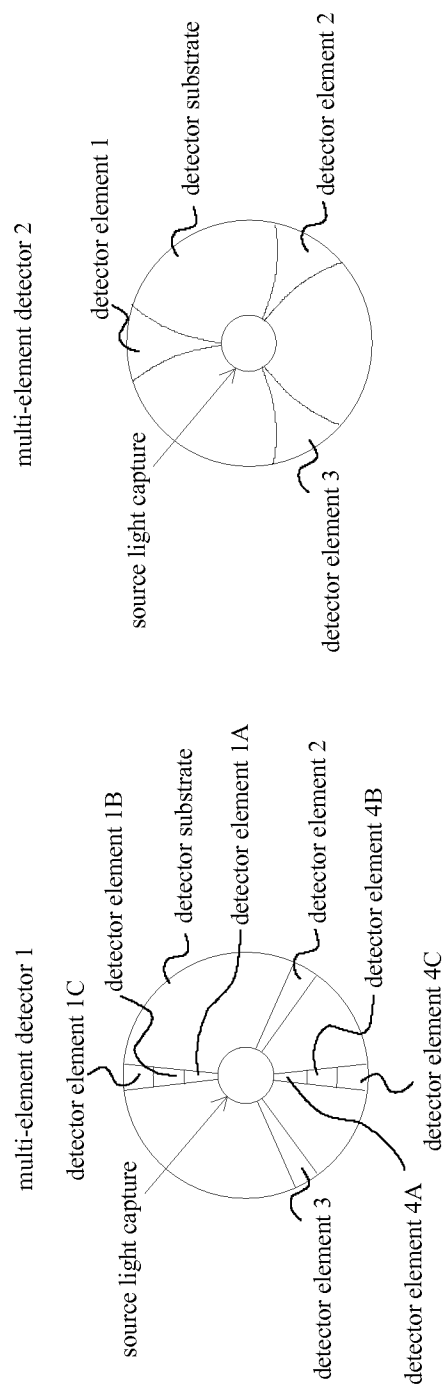 multi-element detector 1
detector element 1C
detector element 1B
detector substrate
detector element 1A
source light capture
detector element 2
detector element 3
detector element 4B
detector element 4A
detector element 4C
multi-element detector 2
detector element 1
detector substrate
source light capture
detector element 2
detector element 3